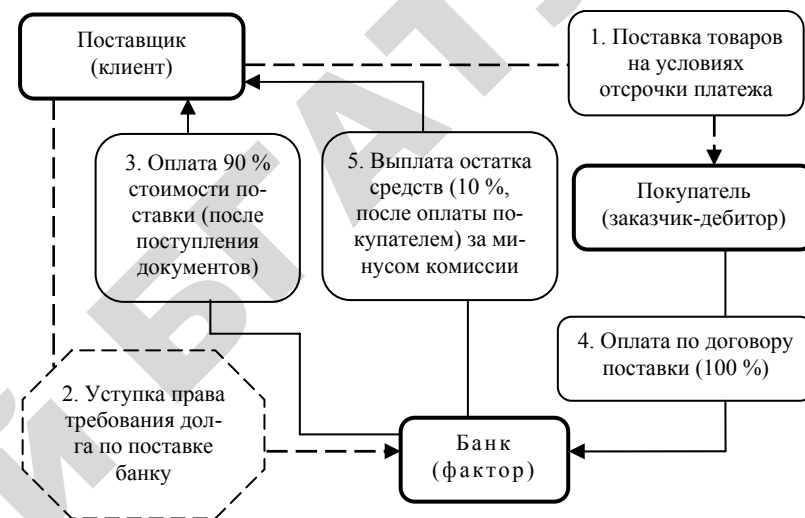 Поставщик
(клиент)
1. Поставка товаров
на условиях
отсрочки платежа
3. Оплата 90 %
стоимости по-
ставки (после
поступления
документов)
5. Выплата остатка
средств (10 %,
после оплаты по-
купателем) за ми-
нусом комиссии
Покупатель
(заказчик-дебитор)
4. Оплата по договору
поставки (100 %)
2. Уступка права
требования дол-
га по поставке
банку
Банк
(фактор)
Й БГАТУ